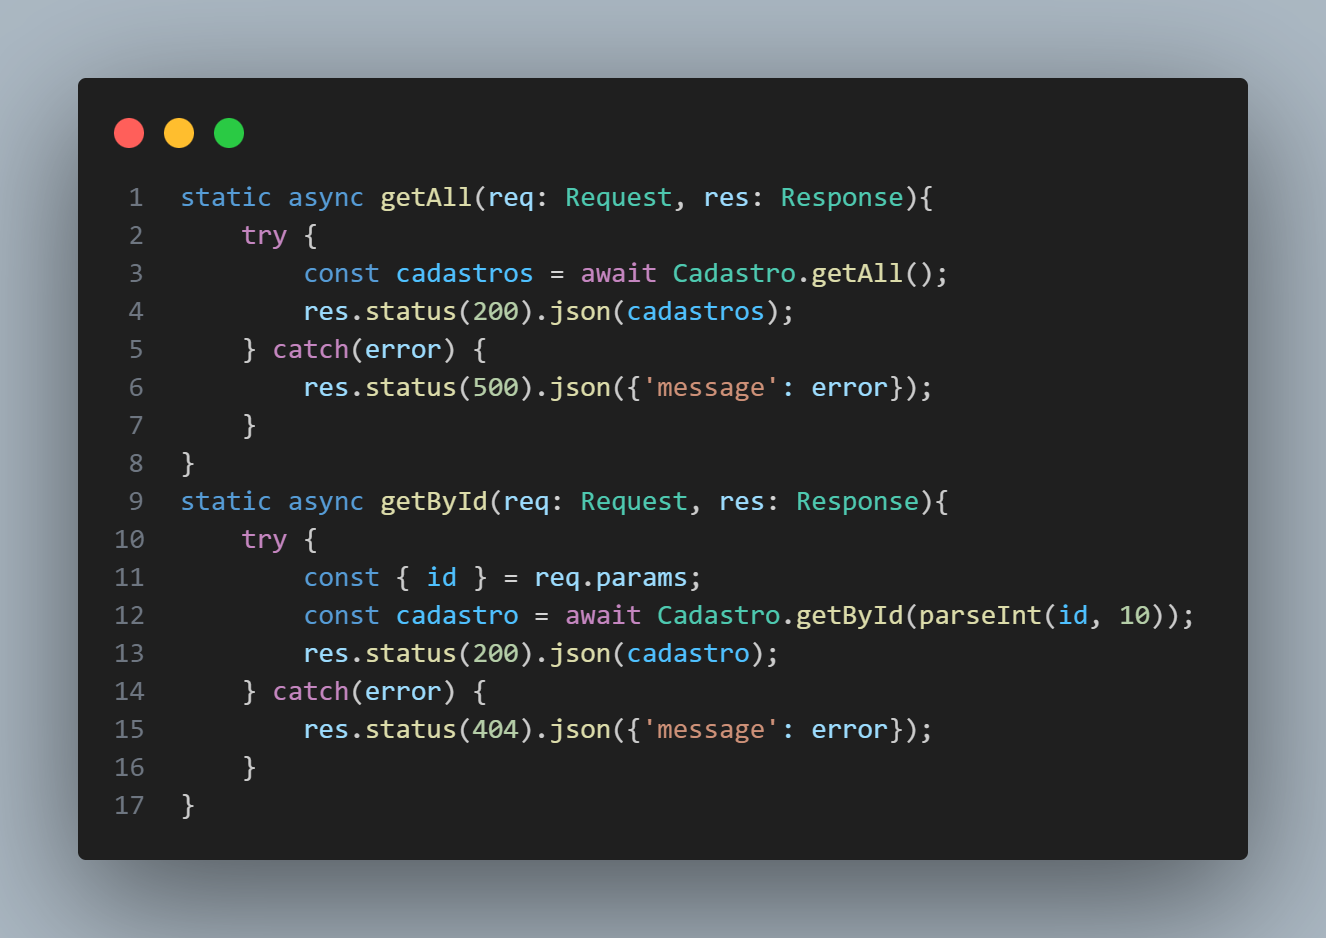 1 static async getAll(req: Request, res: Response){
2     try {
3         const cadastros = await Cadastro.getAll();
4         res.status(200).json(cadastros);
5     } catch(error) {
6         res.status(500).json({'message': error});
7     }
8 }
9 static async getById(req: Request, res: Response){
10     try {
11         const { id } = req.params;
12         const cadastro = await Cadastro.getById(parseInt(id, 10));
13         res.status(200).json(cadastro);
14     } catch(error) {
15         res.status(404).json({'message': error});
16     }
17 }